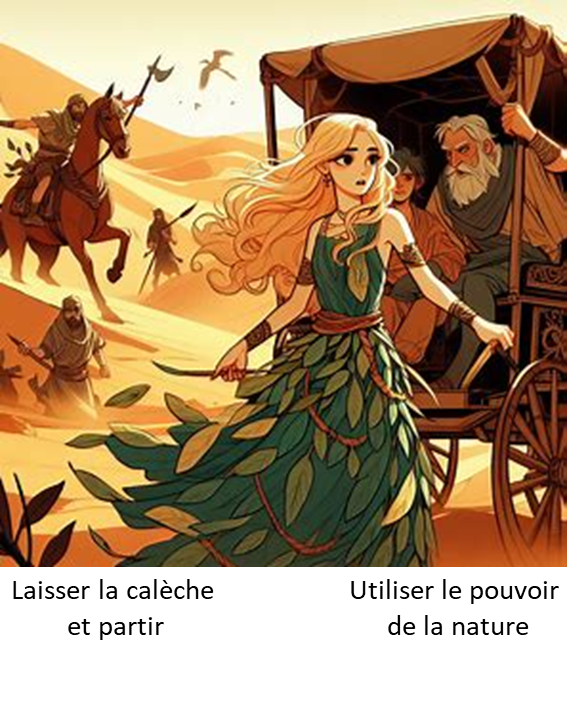 Laisser la calèche
et partir
Utiliser le pouvoir
de la nature